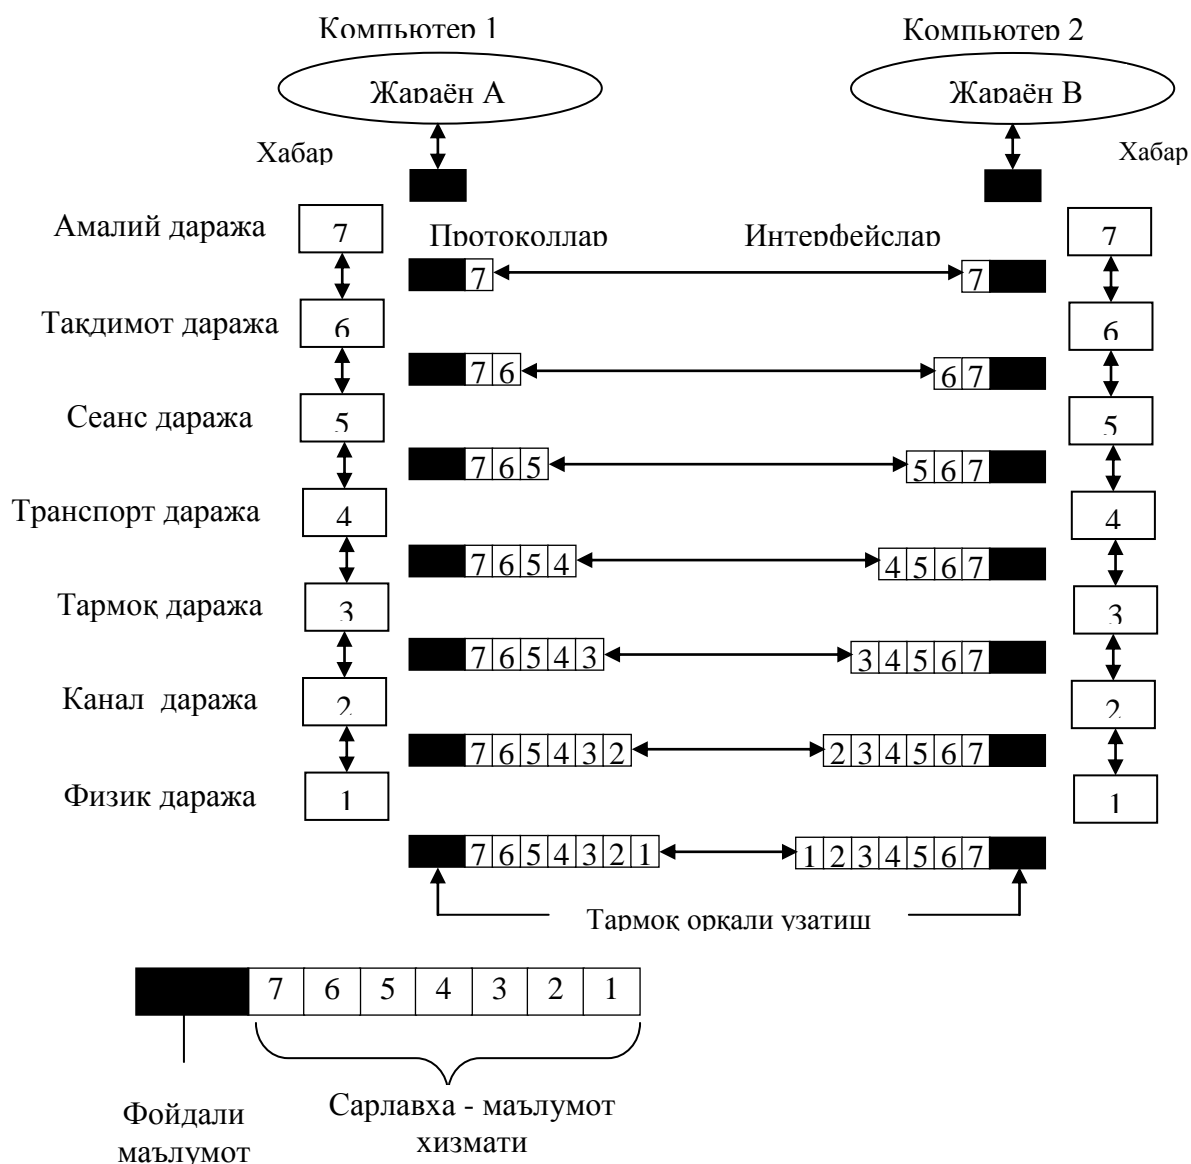 Компьютер 1 Компьютер 2
Жараён А Жараён В
Хабар Хабар
Амалий даража 7 Протоколлар Интерфейслар 7
7 7
Тақдимот даража 6 6
7 6 6 7
Сеанс даража 5 5
7 6 5 5 6 7
Транспорт даража 4 4
7 6 5 4 4 5 6 7
Тармоқ даража 3 3
7 6 5 4 3 3 4 5 6 7
Канал даража 2 2
7 6 5 4 3 2 2 3 4 5 6 7
Физик даража 1 1
7 6 5 4 3 2 1 1 2 3 4 5 6 7
Тармоқ орқали узатиш
7 6 5 4 3 2 1
Фойдали
маълумот
Сарлавха - маълумот
хизмати